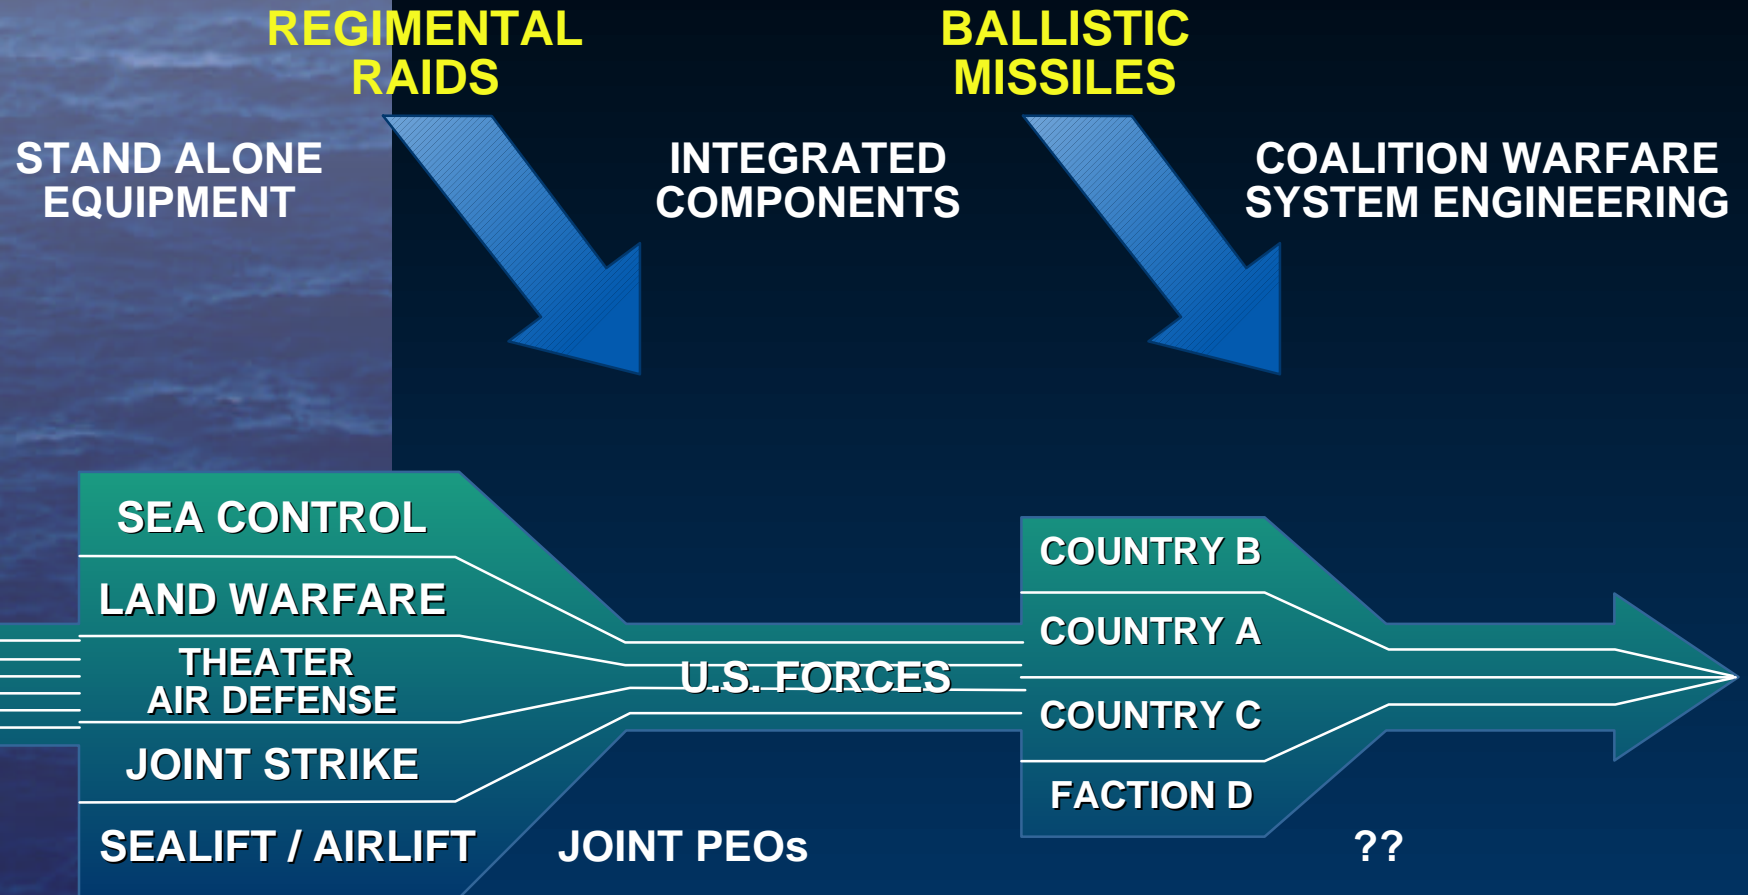 REGIMENTAL
RAIDS
BALLISTIC
MISSILES
STAND ALONE
EQUIPMENT
INTEGRATED
COMPONENTS
COALITION WARFARE
SYSTEM ENGINEERING
SEA CONTROL
LAND WARFARE
THEATER
AIR DEFENSE
JOINT STRIKE
SEALIFT / AIRLIFT
U.S. FORCES
JOINT PEOs
COUNTRY B
COUNTRY A
COUNTRY C
FACTION D
??